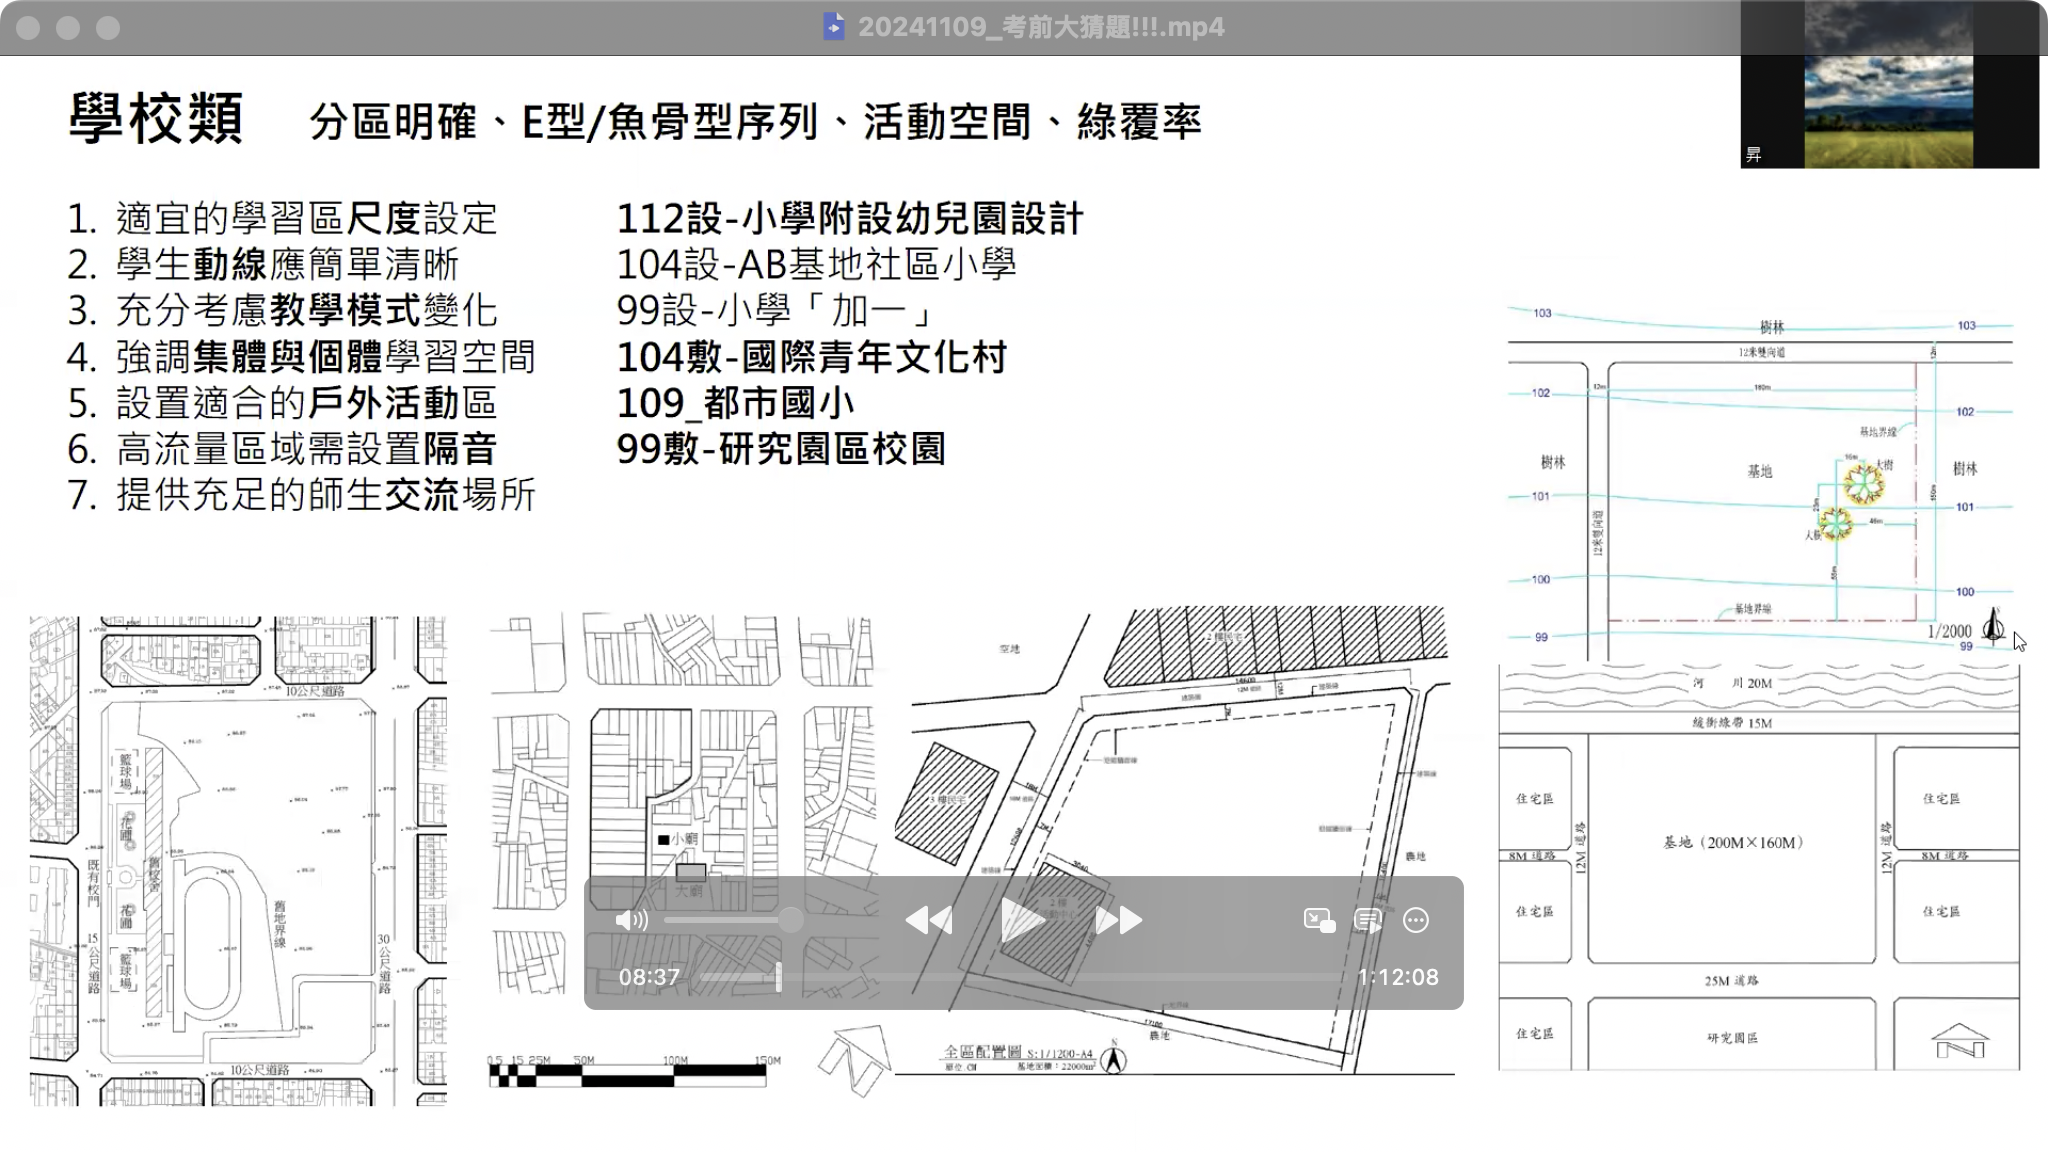 20241109_考前大猜題!!!.mp4
昇
學校類 分區明確、E型/魚骨型序列、活動空間、綠覆率
1. 適宜的學習區尺度設定
2. 學生動線應簡單清晰
3. 充分考慮教學模式變化
4. 強調集體與個體學習空間
5. 設置適合的戶外活動區
6. 高流量區域需設置隔音
7. 提供充足的師生交流場所
112設-小學附設幼兒園設計
104設-AB基地社區小學
99設-小學「加一」
104敷-國際青年文化村
109_都市國小
99敷-研究園區校園
103
樹林
103
12米雙向道
12m
180m
102
102
基地界線
樹林
基地
16m
大樹
樹林
101
101
46m
大樹
12米雙向道
100
100
基地界線
99
1/2000
99
10公尺道路
籃球場
花圃
舊校舍
既有校門
花圃
籃球場
15公尺道路
舊地界線
30公尺道路
10公尺道路
小廟
大廟
0 5 15 25M 50M 100M 150M
空地
2 樓民宅
3 樓民宅
農地
2 樓
活動中心
農地
全區配置圖 S:1/1200-A4
單位 CM 基地面積：22000m²
N
河 川 20M
緩衝綠帶 15M
住宅區
住宅區
12M 道路
基地（200M×160M）
12M 道路
8M 道路
8M 道路
住宅區
住宅區
25M 道路
住宅區
研究園區
08:37
1:12:08